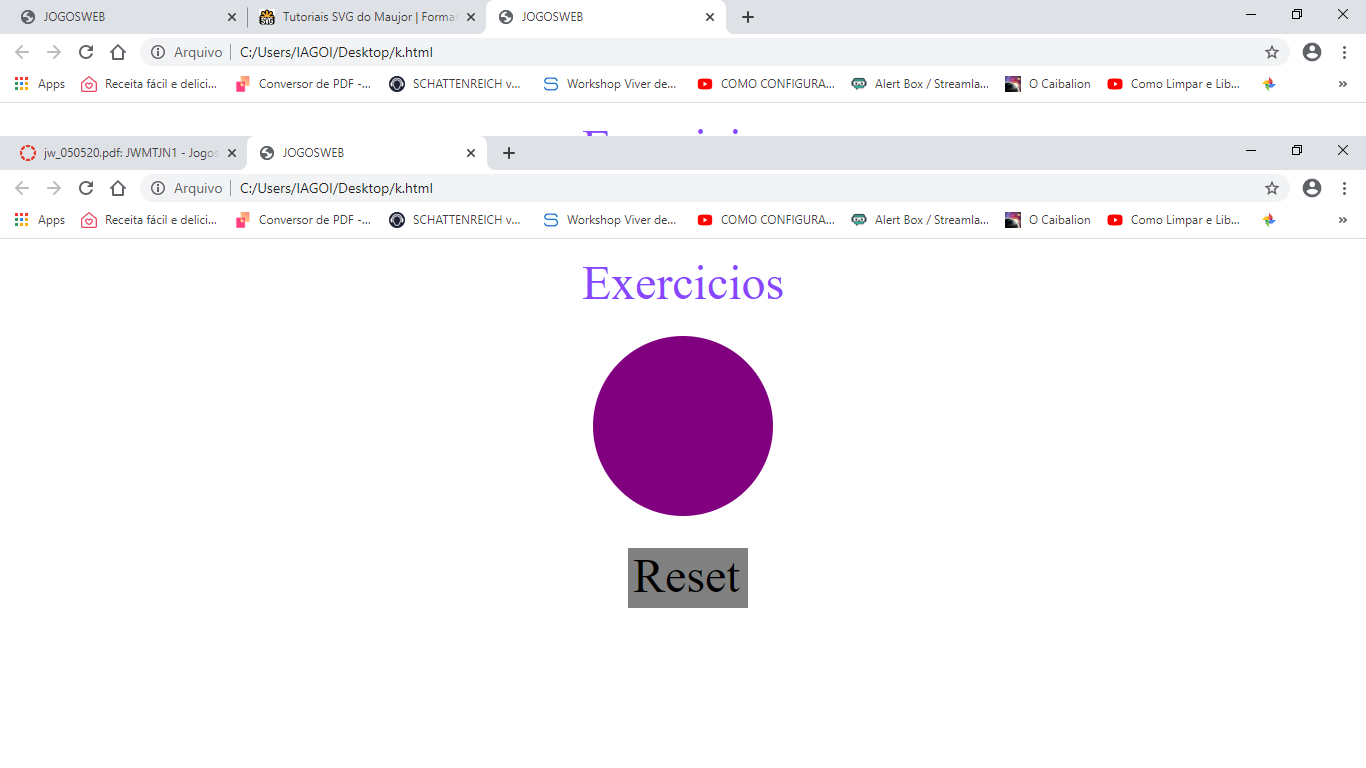 JOGOSWEB Tutoriais SVG do Maujor | Formas JOGOSWEB
Arquivo C:/Users/IAGOI/Desktop/k.html
Apps Receita fácil e delici... Conversor de PDF -... SCHATTENREICH v... Workshop Viver de... COMO CONFIGURA... Alert Box / Streamla... O Caibalion Como Limpar e Lib... »
jw_050520.pdf: JWMTJN1 - Jogos JOGOSWEB
Arquivo C:/Users/IAGOI/Desktop/k.html
Apps Receita fácil e delici... Conversor de PDF -... SCHATTENREICH v... Workshop Viver de... COMO CONFIGURA... Alert Box / Streamla... O Caibalion Como Limpar e Lib... »
Exercicios
Reset